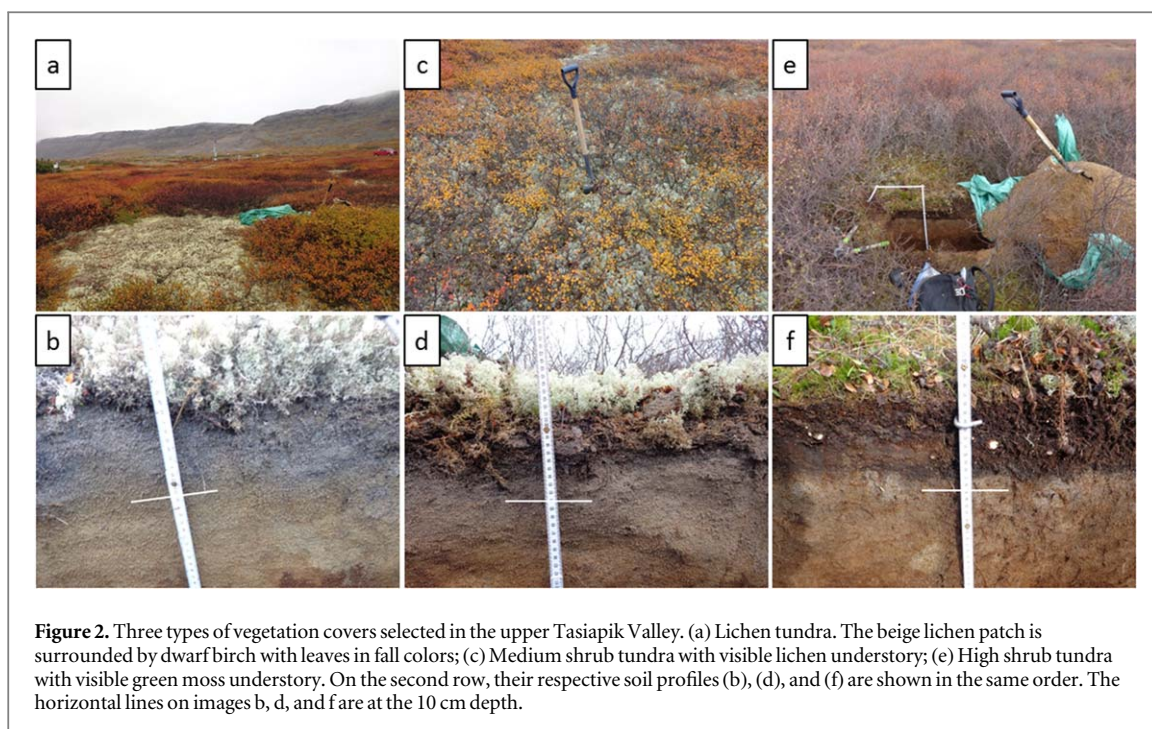 a
c
e
b
d
f
Figure 2. Three types of vegetation covers selected in the upper Tasiapik Valley. (a) Lichen tundra. The beige lichen patch is
surrounded by dwarf birch with leaves in fall colors; (c) Medium shrub tundra with visible lichen understory; (e) High shrub tundra
with visible green moss understory. On the second row, their respective soil profiles (b), (d), and (f) are shown in the same order. The
horizontal lines on images b, d, and f are at the 10 cm depth.